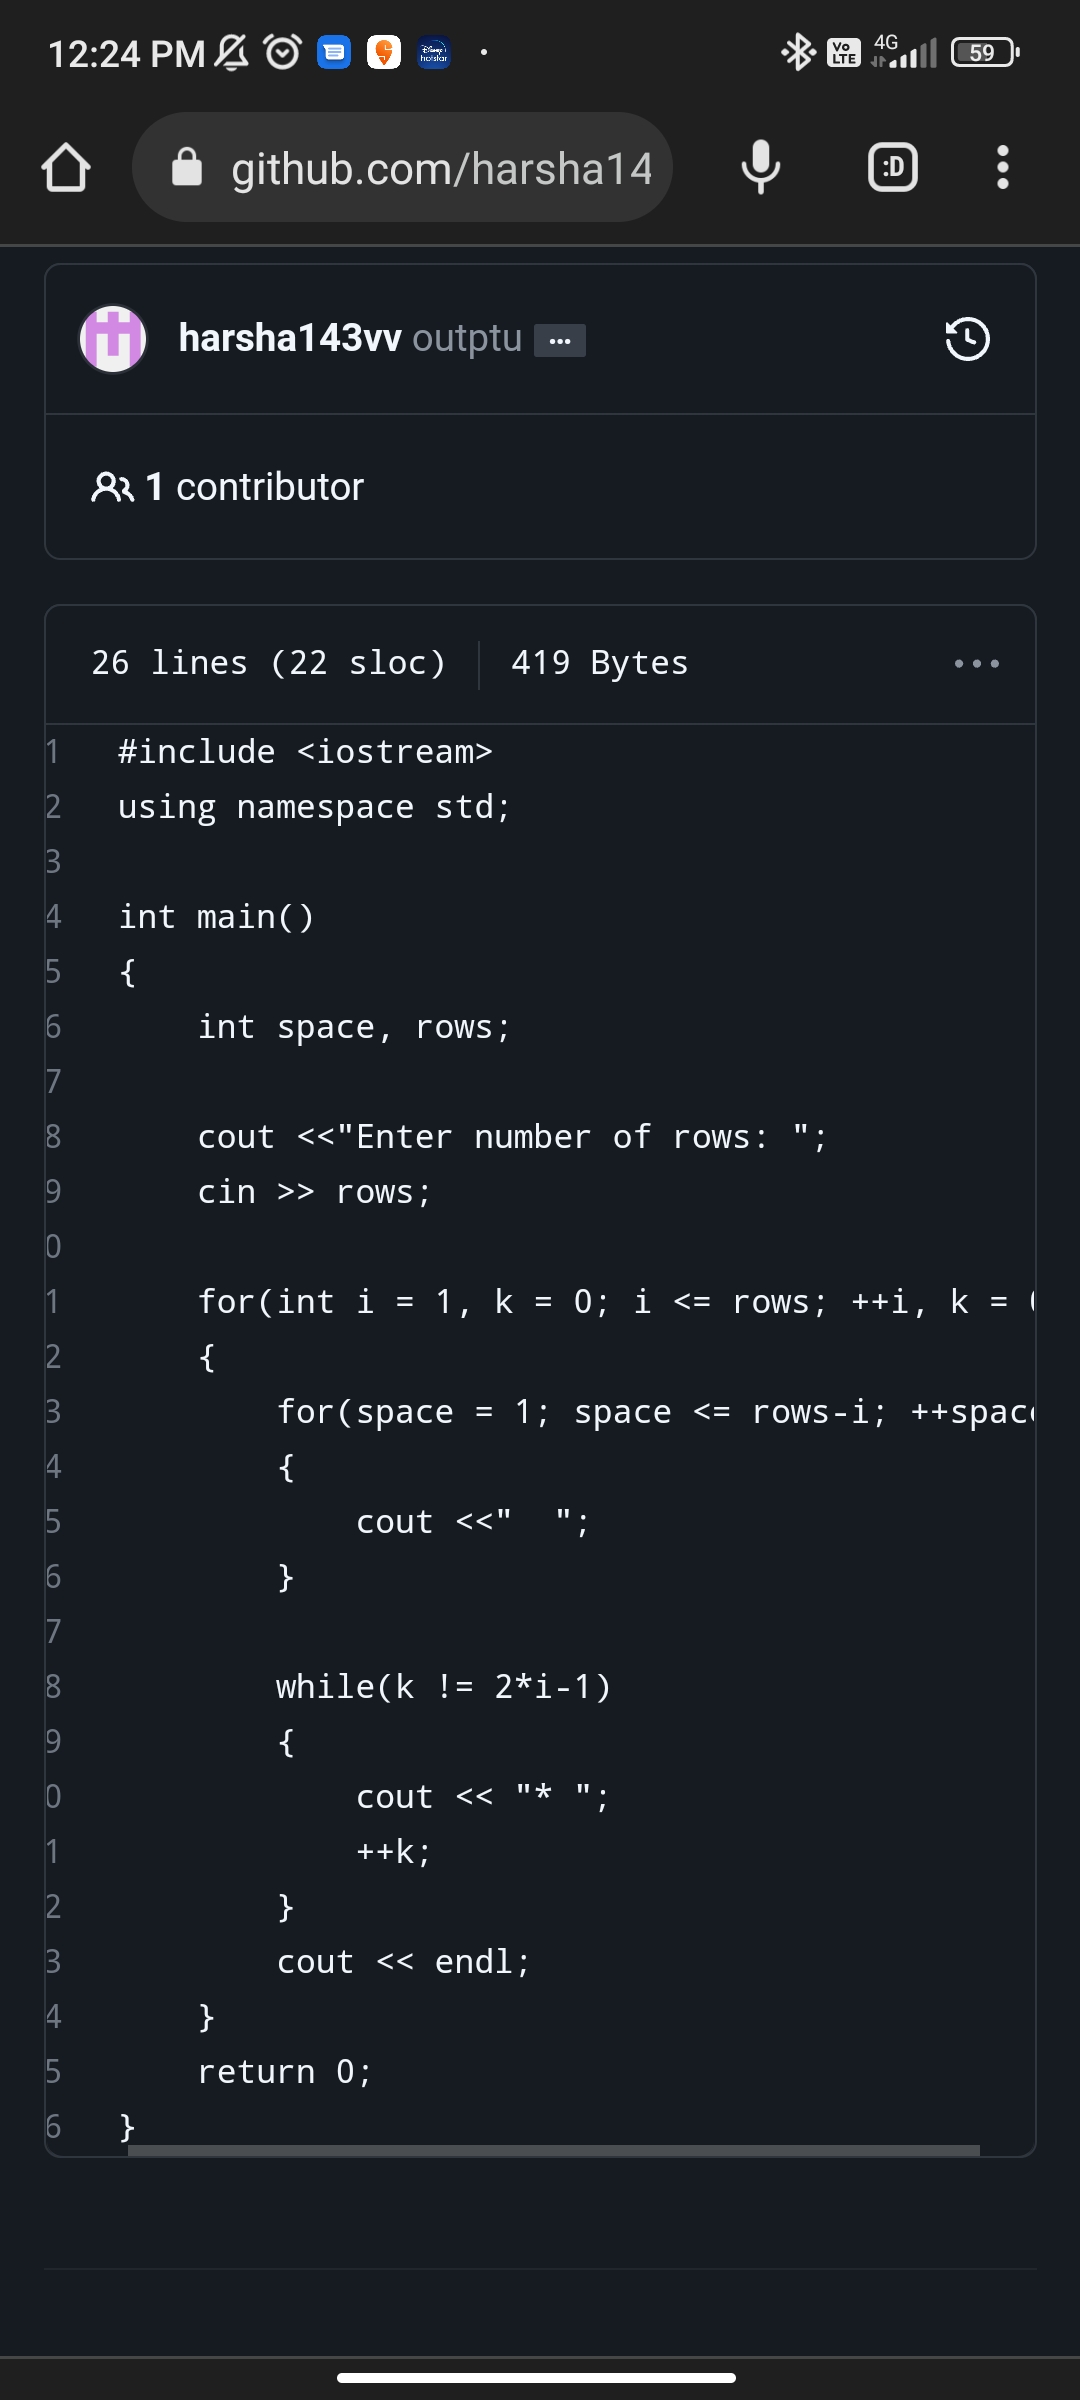 12:24 PM
Disney+ hotstar
Vo LTE 4G 59
github.com/harsha14
:D
harsha143vv outptu ...
1 contributor
26 lines (22 sloc) 419 Bytes
1 #include <iostream>
2 using namespace std;
3
4 int main()
5 {
6     int space, rows;
7
8     cout <<"Enter number of rows: ";
9     cin >> rows;
0
1     for(int i = 1, k = 0; i <= rows; ++i, k = 0
2     {
3         for(space = 1; space <= rows-i; ++space
4         {
5             cout <<"  ";
6         }
7
8         while(k != 2*i-1)
9         {
0             cout << "* ";
1             ++k;
2         }
3         cout << endl;
4     }
5     return 0;
6 }